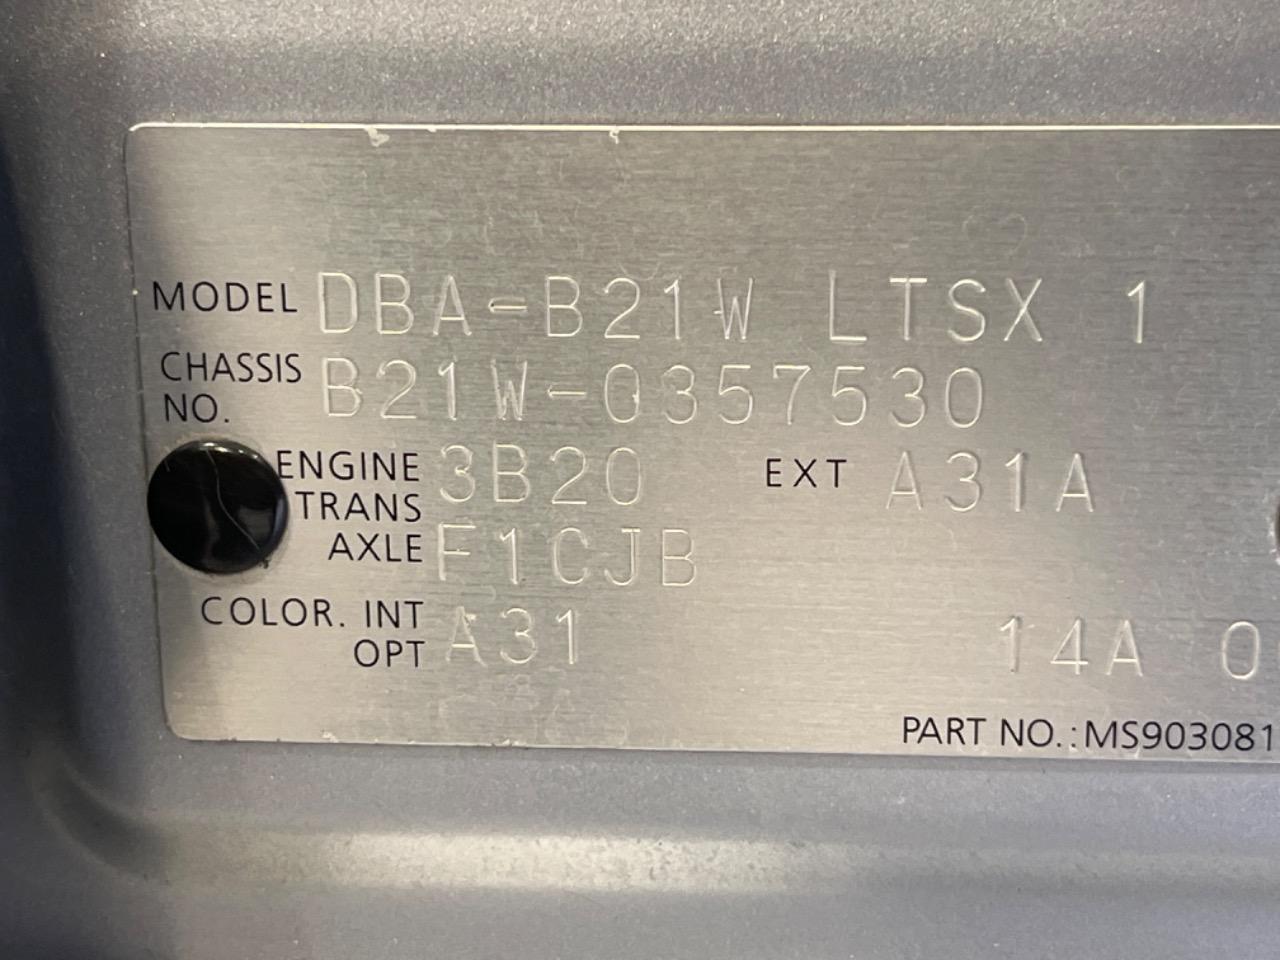 MODEL DBA-B21W LTSX 1
CHASSIS NO. B21W-0357530
ENGINE 3B20 EXT A31A
TRANS AXLE F1CJB
COLOR. INT OPT A31 14A 0
PART NO.:MS903081